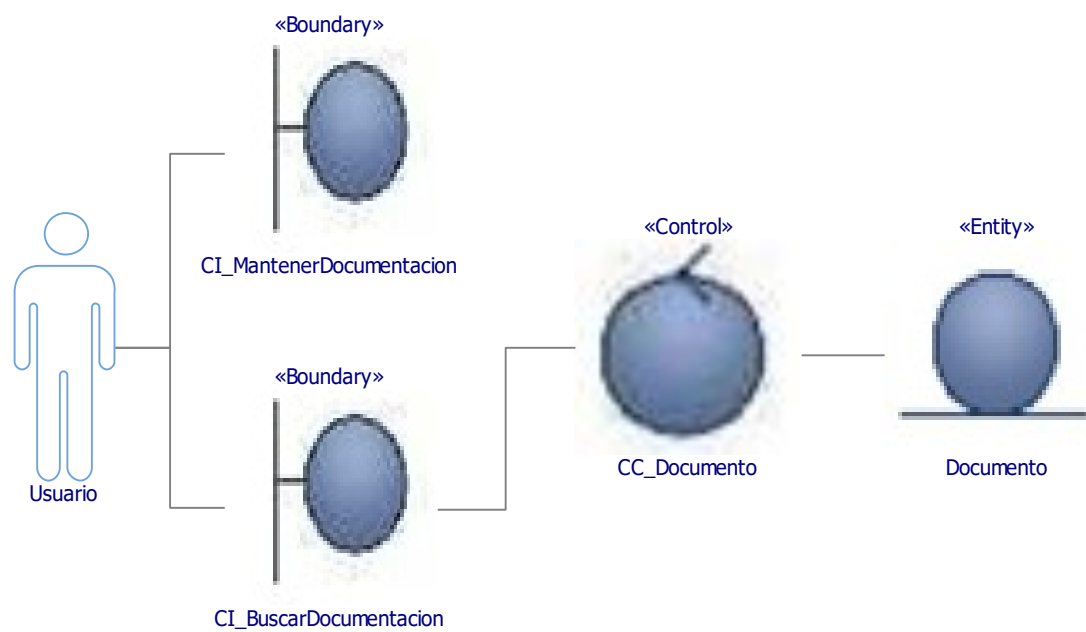 «Boundary»
CI_MantenerDocumentacion
«Control»
«Entity»
«Boundary»
CC_Documento
Documento
Usuario
CI_BuscarDocumentacion